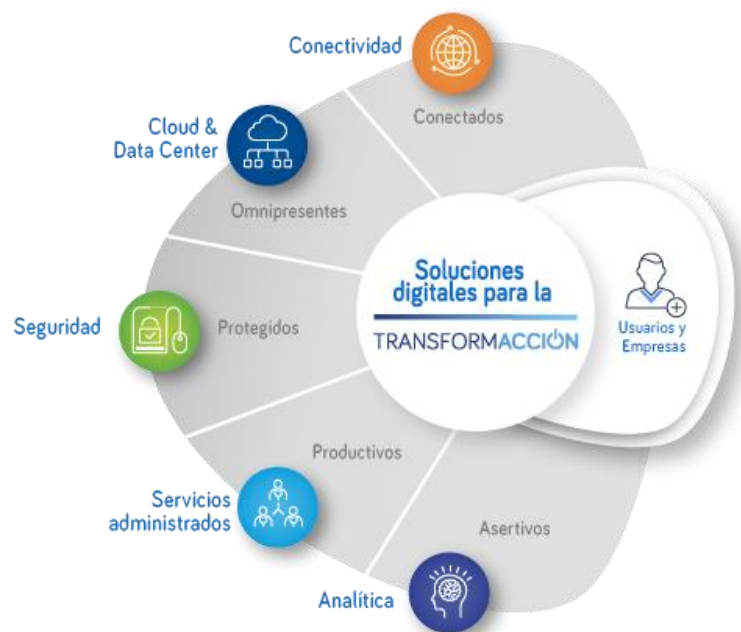 Conectividad
Conectados
Cloud &
Data Center
Omnipresentes
Soluciones
digitales para la
TRANSFORMACCIÓN
Usuarios y
Empresas
Seguridad
Protegidos
Productivos
Servicios
administrados
Asertivos
Analítica